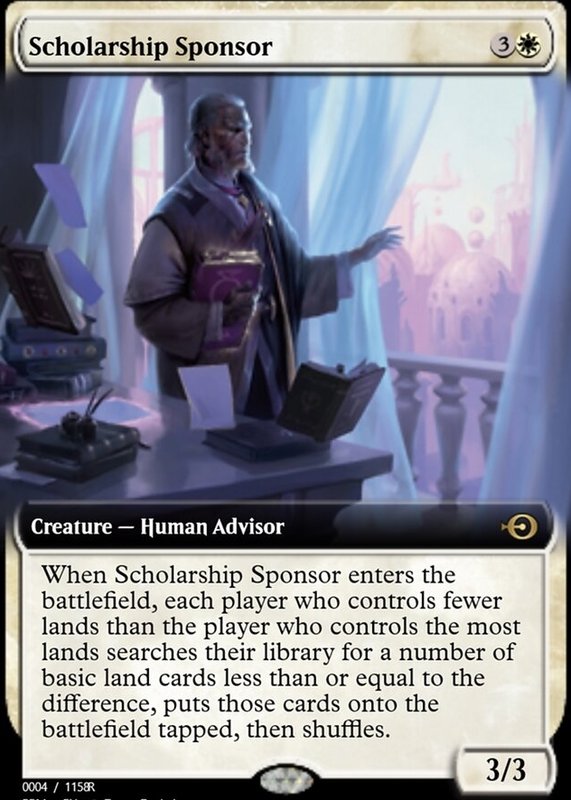 Scholarship Sponsor
3
Creature — Human Advisor
When Scholarship Sponsor enters the
battlefield, each player who controls fewer
lands than the player who controls the most
lands searches their library for a number of
basic land cards less than or equal to the
difference, puts those cards onto the
battlefield tapped, then shuffles.
3/3
0004 / 1158R